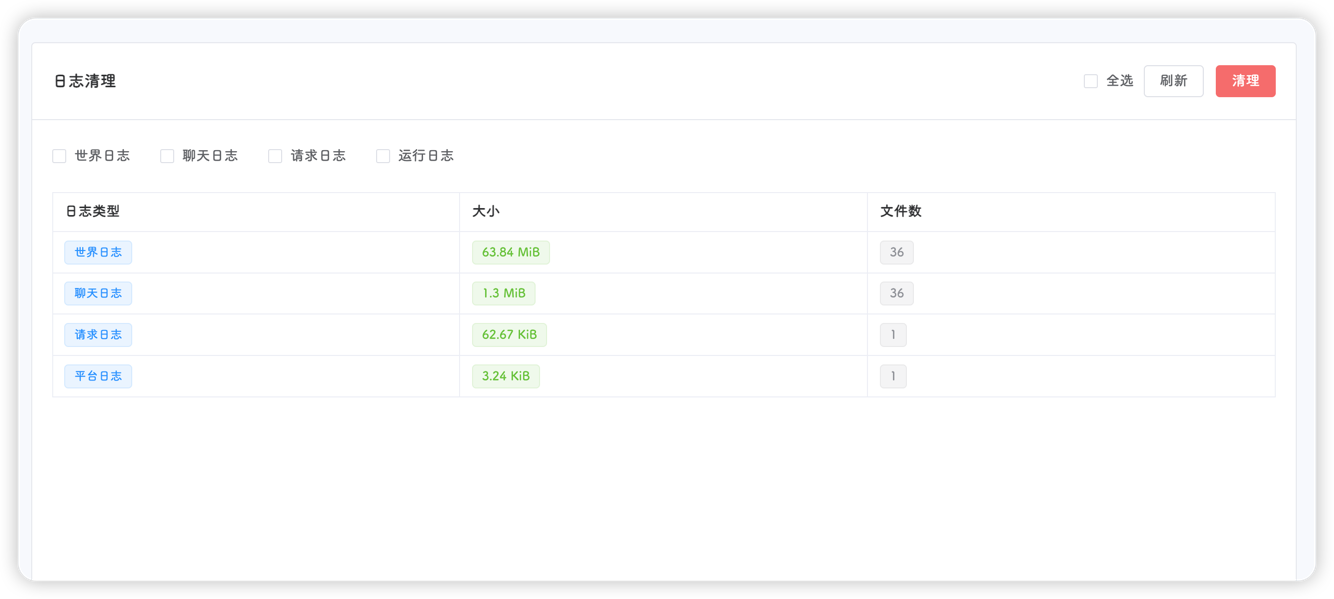 日志清理 全选 刷新 清理
世界日志 聊天日志 请求日志 运行日志
日志类型 大小 文件数
世界日志 63.84 MiB 36
聊天日志 1.3 MiB 36
请求日志 62.67 KiB 1
平台日志 3.24 KiB 1